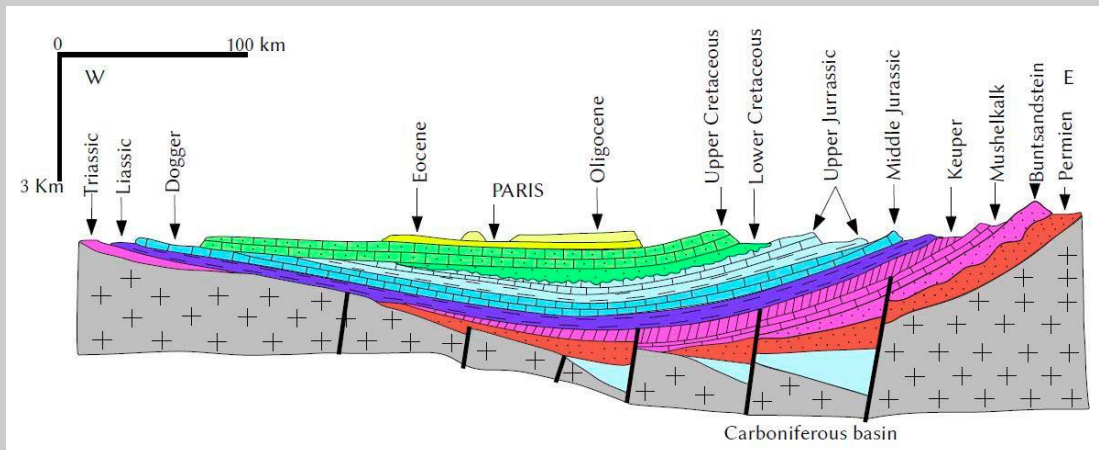 0
100 km
W
3 Km
Triassic
Liassic
Dogger
Eocene
PARIS
Oligocene
Upper Cretaceous
Lower Cretaceous
Upper Jurrassic
Middle Jurassic
Keuper
Mushelkalk
Buntsandstein
E
Permien
Carboniferous basin